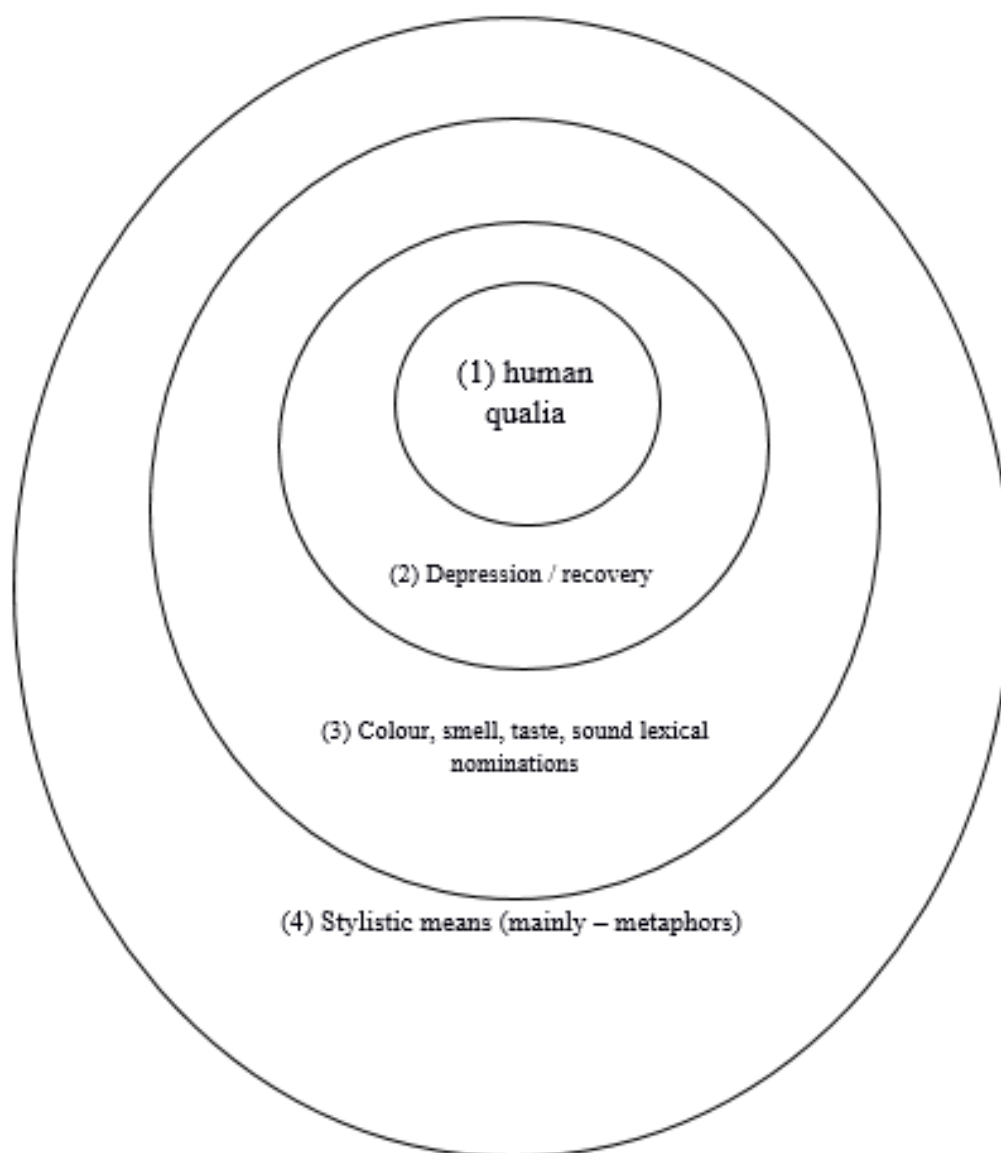 (1) human
qualia
(2) Depression / recovery
(3) Colour, smell, taste, sound lexical
nominations
(4) Stylistic means (mainly – metaphors)